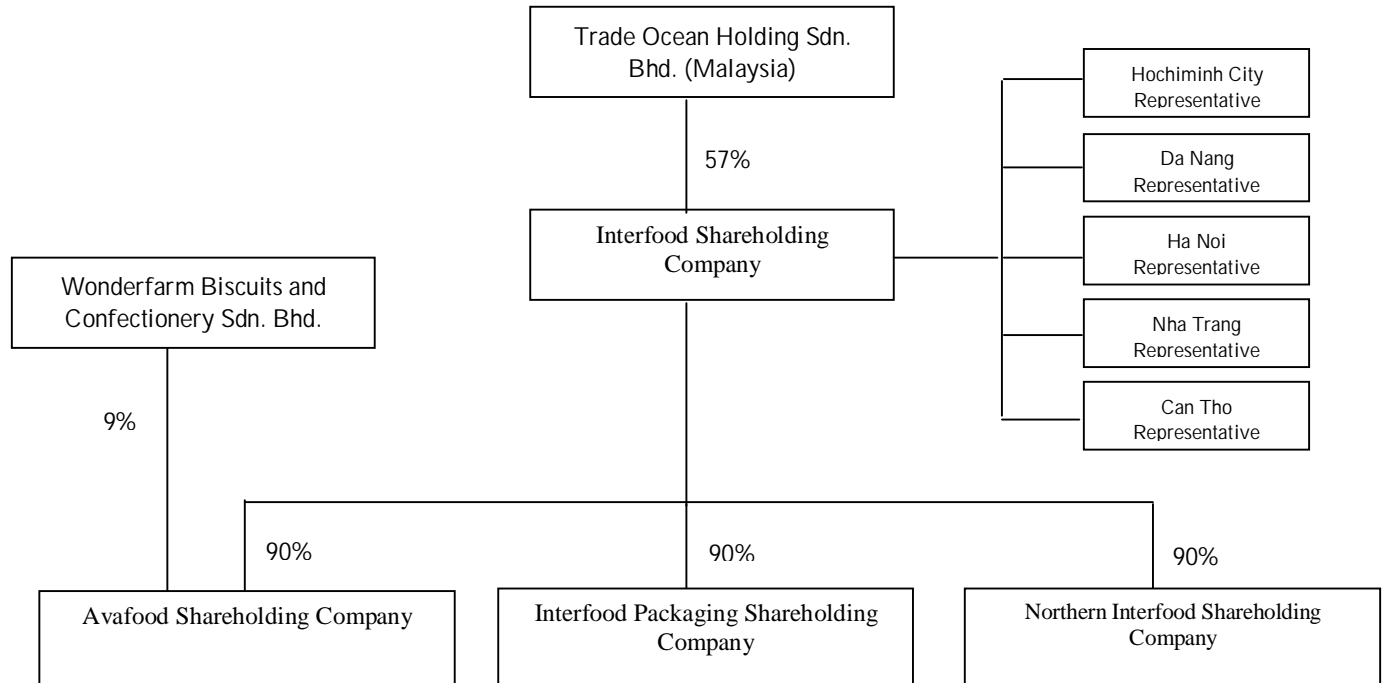 Trade Ocean Holding Sdn.
Bhd. (Malaysia)
Hochiminh City
Representative
Da Nang
Representative
57%
Interfood Shareholding
Company
Ha Noi
Representative
Wonderfarm Biscuits and
Confectionery Sdn. Bhd.
Nha Trang
Representative
Can Tho
Representative
9%
90%
90%
90%
Avafood Shareholding Company
Interfood Packaging Shareholding
Company
Northern Interfood Shareholding
Company